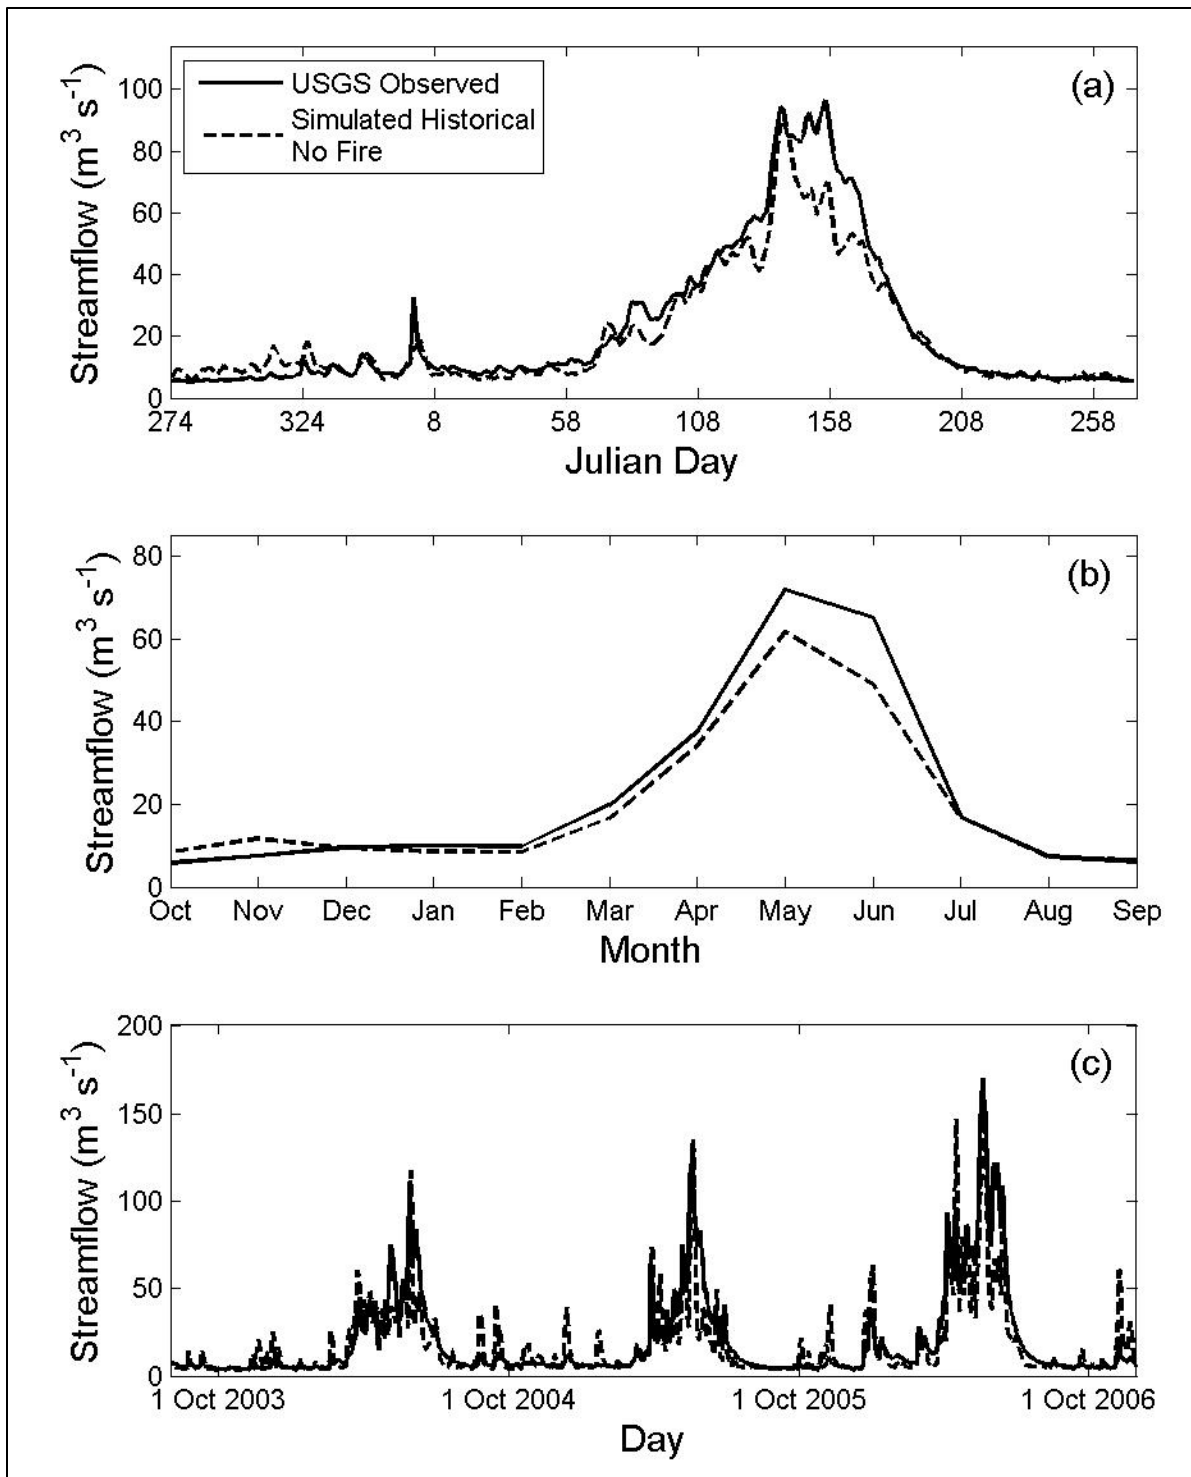 (a)
USGS Observed
Simulated Historical
No Fire
Streamflow (m³ s⁻¹)
100
80
60
40
20
0
274 324 8 58 108 158 208 258
Julian Day
(b)
Streamflow (m³ s⁻¹)
80
60
40
20
0
Oct Nov Dec Jan Feb Mar Apr May Jun Jul Aug Sep
Month
(c)
Streamflow (m³ s⁻¹)
200
150
100
50
0
1 Oct 2003 1 Oct 2004 1 Oct 2005 1 Oct 2006
Day